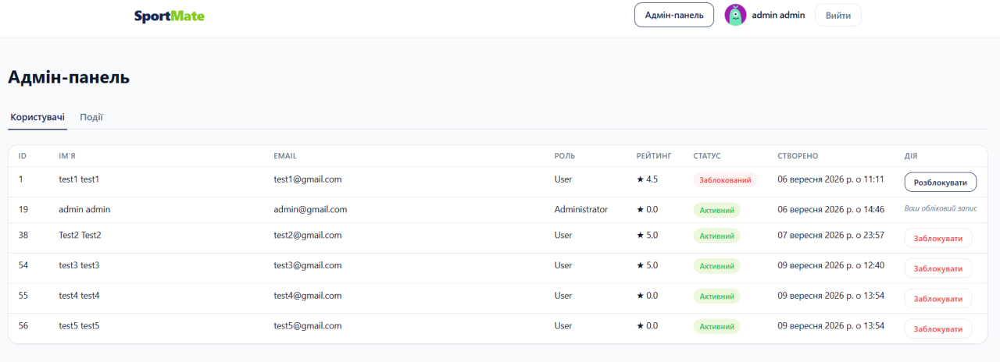 SportMate Адмін-панель admin admin Вийти
Адмін-панель
Користувачі Події
ID ІМ'Я EMAIL РОЛЬ РЕЙТИНГ СТАТУС СТВОРЕНО ДІЯ
1 test1 test1 test1@gmail.com User ★ 4.5 Заблокований 06 вересня 2026 р. о 11:11 Розблокувати
19 admin admin admin@gmail.com Administrator ★ 0.0 Активний 06 вересня 2026 р. о 14:46 Ваш обліковий запис
38 Test2 Test2 test2@gmail.com User ★ 5.0 Активний 07 вересня 2026 р. о 23:57 Заблокувати
54 test3 test3 test3@gmail.com User ★ 5.0 Активний 09 вересня 2026 р. о 12:40 Заблокувати
55 test4 test4 test4@gmail.com User ★ 0.0 Активний 09 вересня 2026 р. о 13:54 Заблокувати
56 test5 test5 test5@gmail.com User ★ 0.0 Активний 09 вересня 2026 р. о 13:54 Заблокувати